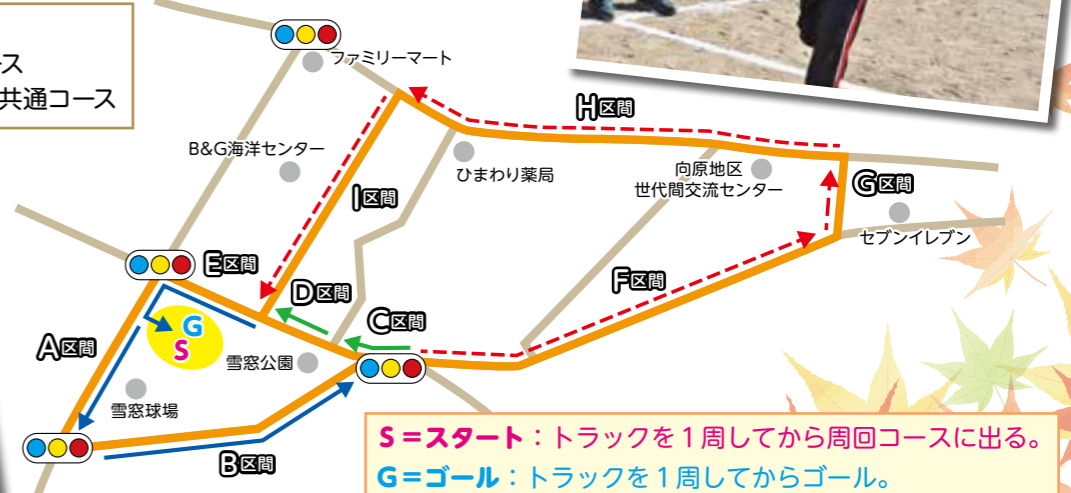 ース
共通コース
ファミリーマート
H区間
B&G海洋センター
ひまわり薬局
向原地区
世代間交流センター
G区間
I区間
セブンイレブン
E区間
D区間
F区間
C区間
G
S
A区間
雪窓公園
雪窓球場
B区間
S=スタート：トラックを1周してから周回コースに出る。
G=ゴール：トラックを1周してからゴール。